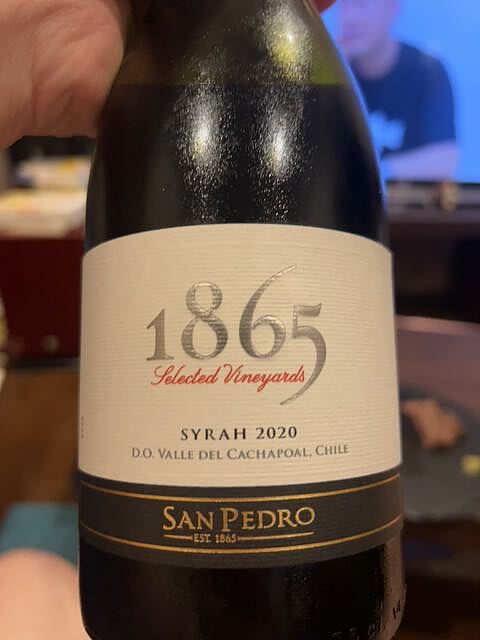 1865
Selected Vineyards
SYRAH 2020
D.O. VALLE DEL CACHAPOAL, CHILE
SAN PEDRO
EST. 1865